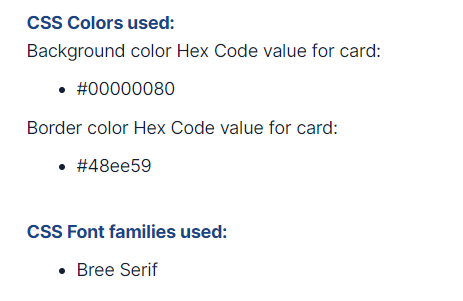 CSS Colors used:
Background color Hex Code value for card:
• #00000080
Border color Hex Code value for card:
• #48ee59
CSS Font families used:
• Bree Serif